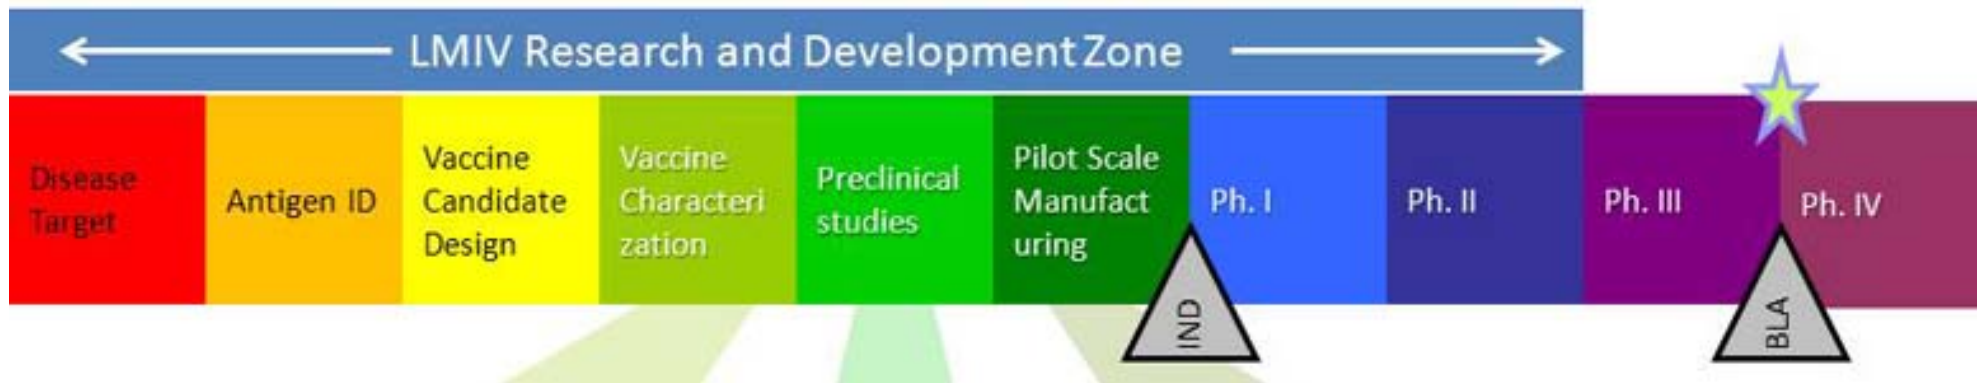 LMIV Research and Development Zone
Disease
Target
Antigen ID
Vaccine
Candidate
Design
Vaccine
Characteri
zation
Preclinical
studies
Pilot Scale
Manufact
uring
Ph. I
Ph. II
Ph. III
Ph. IV
IND
BLA